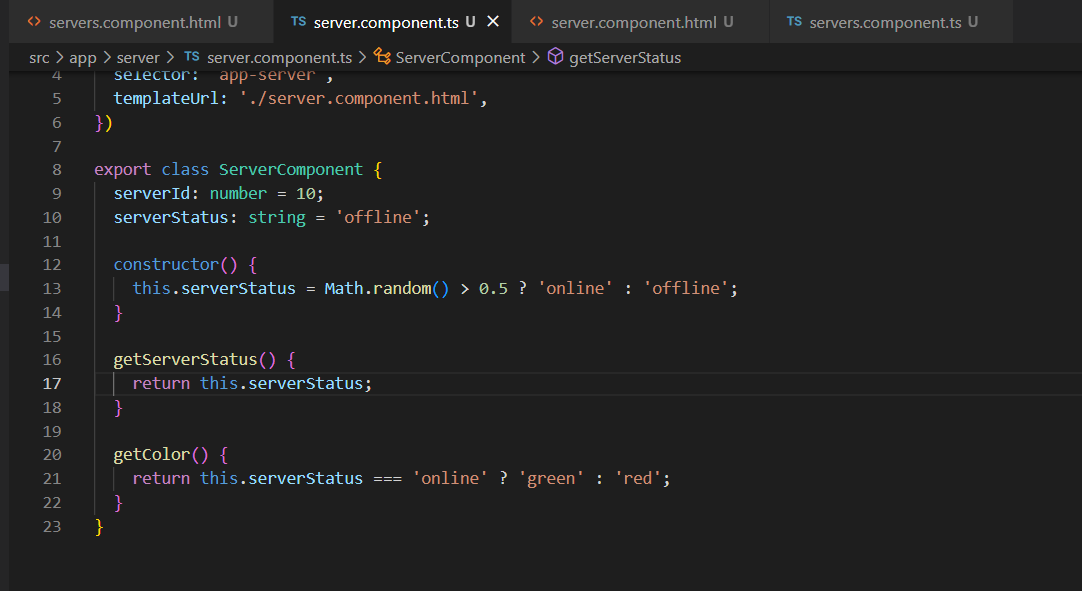 servers.component.html U TS server.component.ts U × server.component.html U TS servers.component.ts U
src > app > server > TS server.component.ts > ServerComponent > getServerStatus
4 selector: 'app-server',
5 templateUrl: './server.component.html',
6 })
7
8 export class ServerComponent {
9 serverId: number = 10;
10 serverStatus: string = 'offline';
11
12 constructor() {
13 this.serverStatus = Math.random() > 0.5 ? 'online' : 'offline';
14 }
15
16 getServerStatus() {
17 return this.serverStatus;
18 }
19
20 getColor() {
21 return this.serverStatus === 'online' ? 'green' : 'red';
22 }
23 }